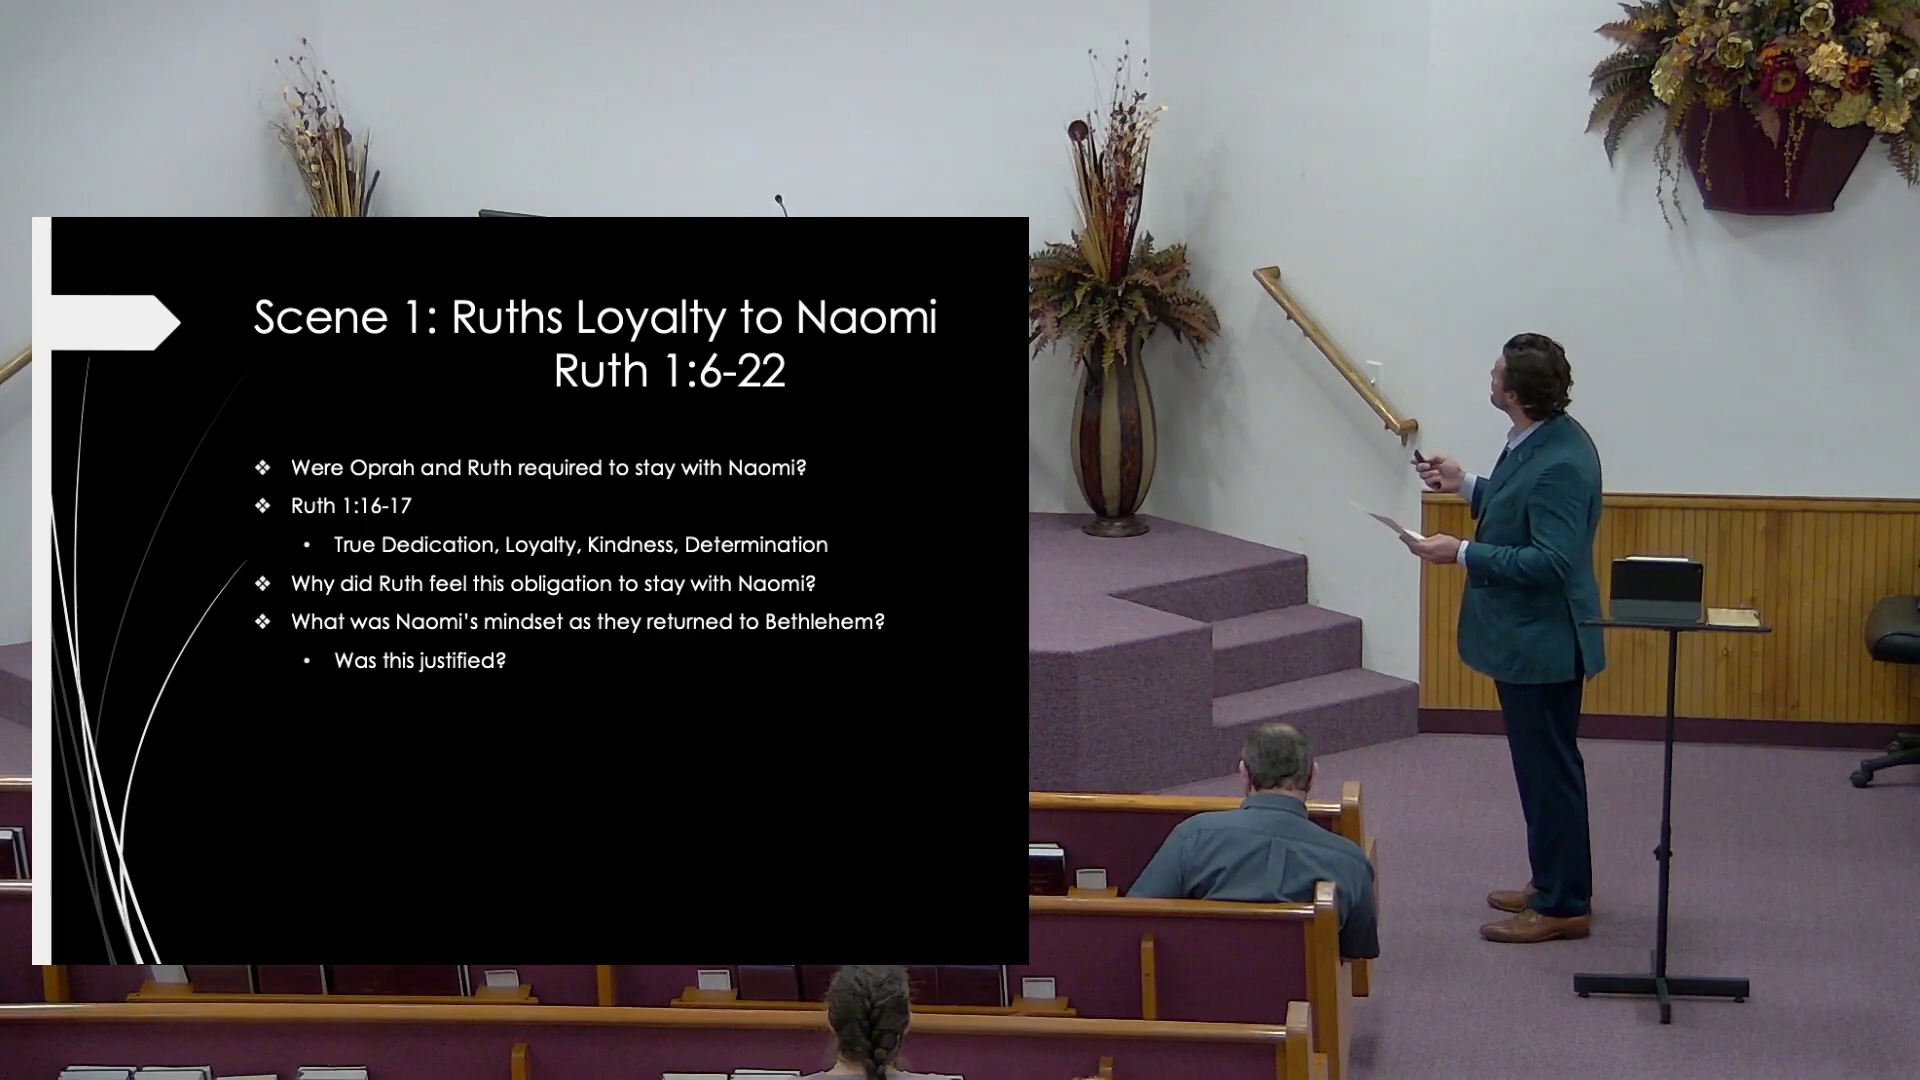 Scene 1: Ruths Loyalty to Naomi
Ruth 1:6-22
❖ Were Oprah and Ruth required to stay with Naomi?
❖ Ruth 1:16-17
• True Dedication, Loyalty, Kindness, Determination
❖ Why did Ruth feel this obligation to stay with Naomi?
❖ What was Naomi's mindset as they returned to Bethlehem?
• Was this justified?